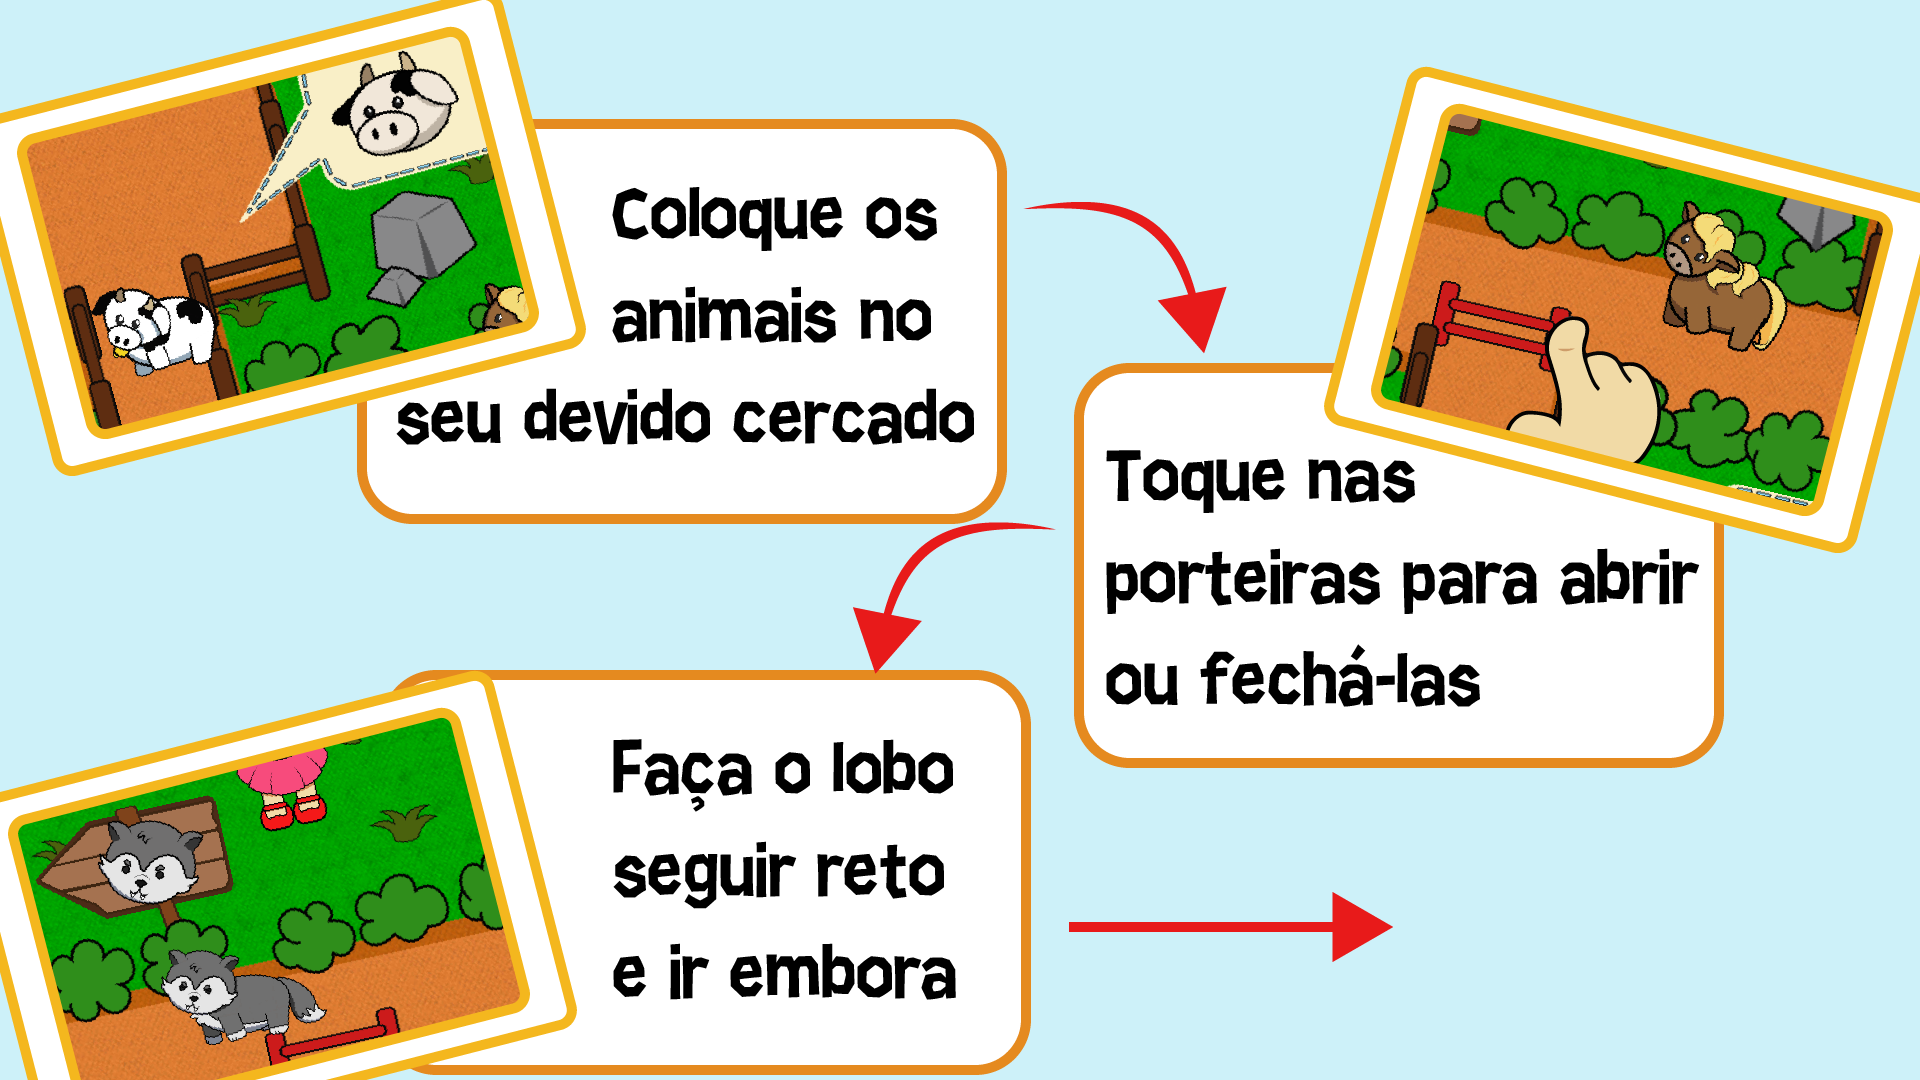 Coloque os
animais no
seu devido cercado
Toque nas
porteiras para abrir
ou fechá-las
Faça o lobo
seguir reto
e ir embora